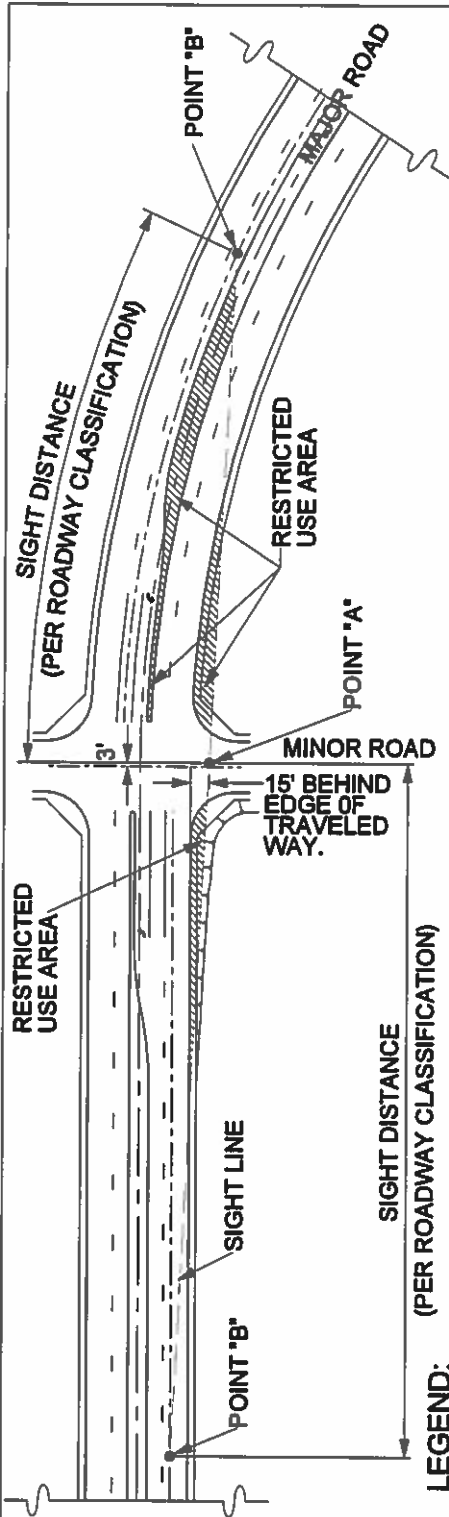 SIGHT DISTANCE
(PER ROADWAY CLASSIFICATION)
POINT "B"
MAJOR ROAD
RESTRICTED
USE AREA
POINT "A"
3'
MINOR ROAD
15' BEHIND
EDGE OF
TRAVELED
WAY.
RESTRICTED
USE AREA
SIGHT LINE
POINT "B"
SIGHT DISTANCE
(PER ROADWAY CLASSIFICATION)
LEGEND: